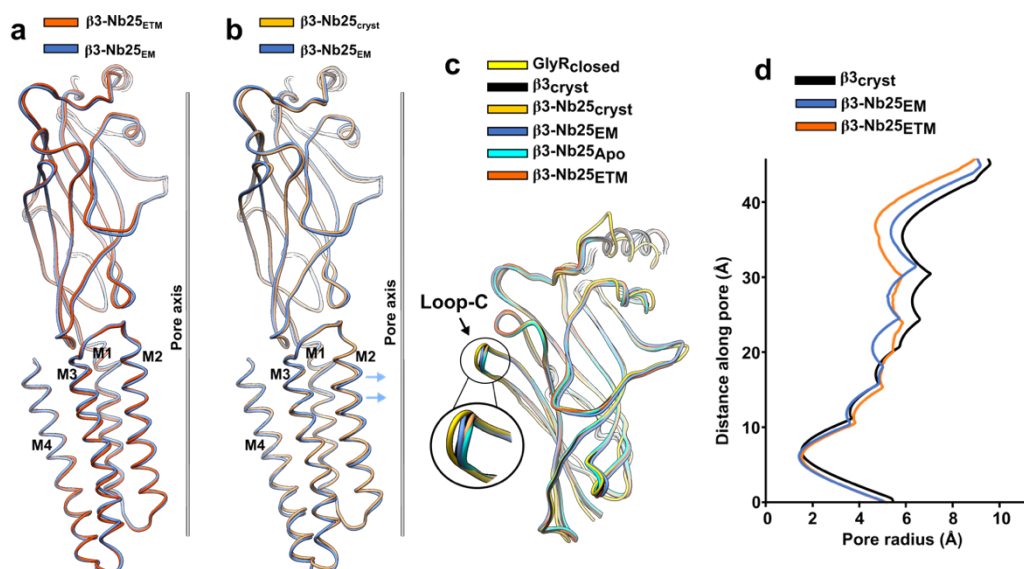 a
β3-Nb25ETM
β3-Nb25EM
M1
M2
M3
M4
Pore axis
b
β3-Nb25cryst
β3-Nb25EM
M1
M2
M3
M4
Pore axis
c
GlyRclosed
β3cryst
β3-Nb25cryst
β3-Nb25EM
β3-Nb25Apo
β3-Nb25ETM
Loop-C
d
β3cryst
β3-Nb25EM
β3-Nb25ETM
Distance along pore (Å)
40
30
20
10
0
0 2 4 6 8 10
Pore radius (Å)